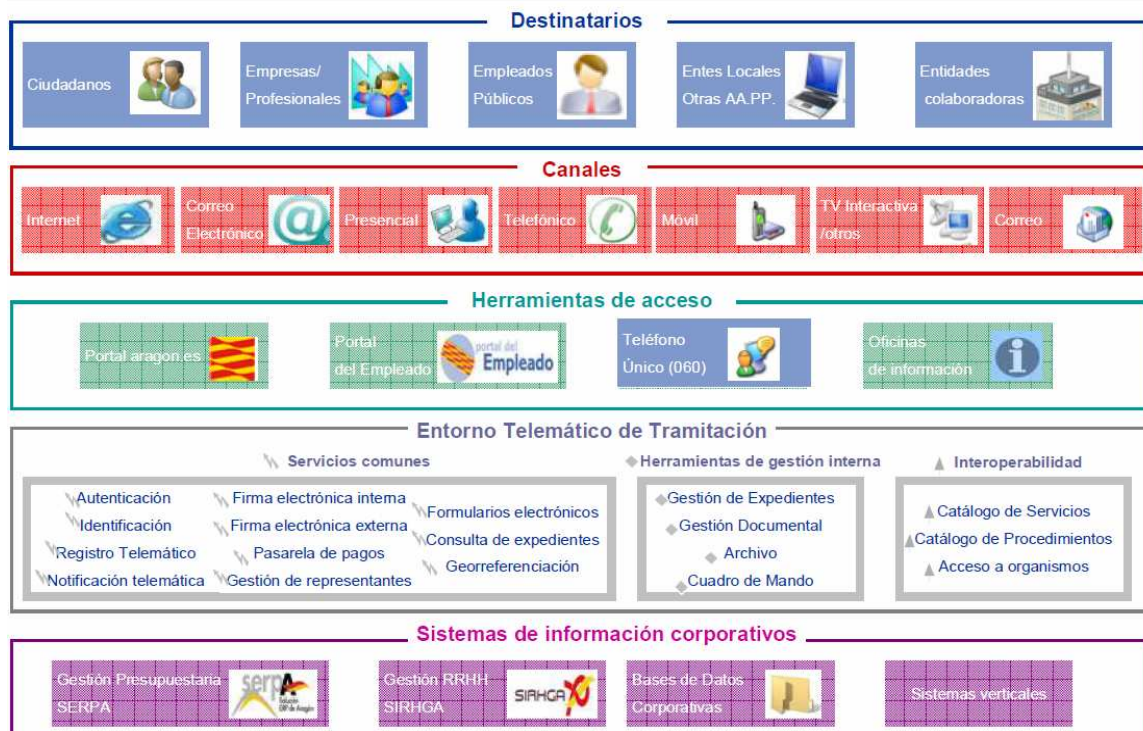 Destinatarios
Ciudadanos
Empresas/
Profesionales
Empleados
Públicos
Entes Locales
Otras AA.PP.
Entidades
colaboradoras
Canales
Internet
Correo
Electrónico
Presencial
Telefónico
Móvil
TV Interactiva
/otros
Correo
Herramientas de acceso
Portal aragon.es
Portal
del Empleado
portal del
Empleado
Teléfono
Único (060)
Oficinas
de información
Entorno Telemático de Tramitación
Servicios comunes
Autenticación
Identificación
Registro Telemático
Notificación telemática
Firma electrónica interna
Firma electrónica externa
Pasarela de pagos
Gestión de representantes
Formularios electrónicos
Consulta de expedientes
Georreferenciación
Herramientas de gestión interna
Gestión de Expedientes
Gestión Documental
Archivo
Cuadro de Mando
Interoperabilidad
Catálogo de Servicios
Catálogo de Procedimientos
Acceso a organismos
Sistemas de información corporativos
Gestión Presupuestaria
SERPA
serpA
Solución
ERP de Aragón
Gestión RRHH
SIRHGA
SIRHGA
Bases de Datos
Corporativas
Sistemas verticales